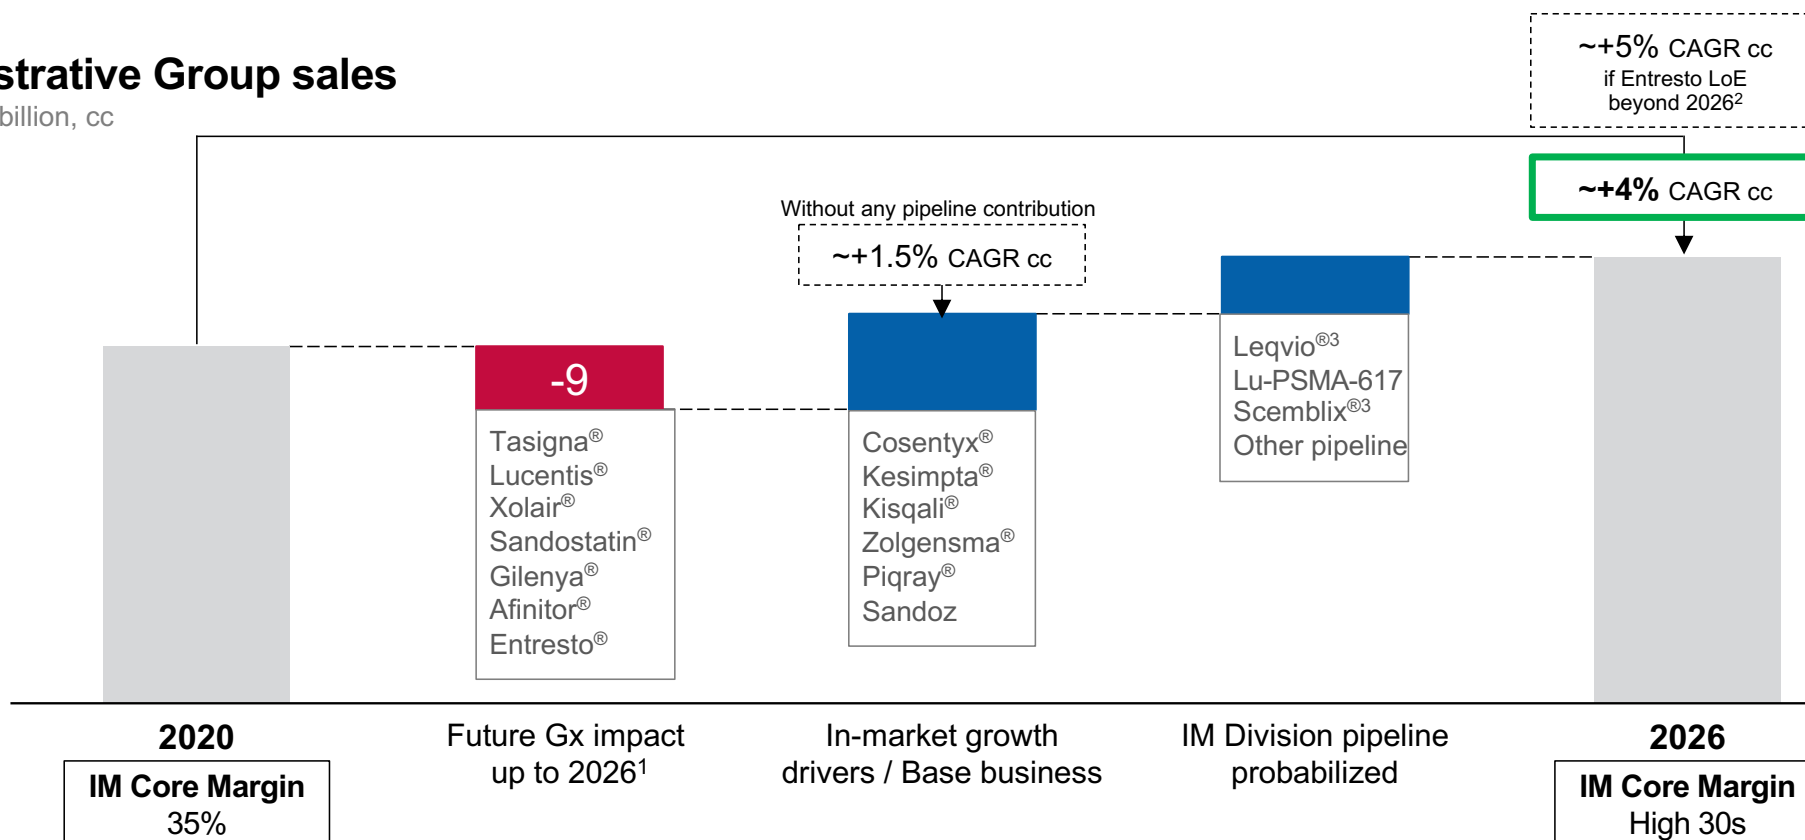 ~+5% CAGR cc
if Entresto LoE
beyond 2026²
strative Group sales
billion, cc
~+4% CAGR cc
Without any pipeline contribution
~+1.5% CAGR cc
-9
Tasigna®
Lucentis®
Xolair®
Sandostatin®
Gilenya®
Afinitor®
Entresto®
Cosentyx®
Kesimpta®
Kisqali®
Zolgensma®
Piqray®
Sandoz
Leqvio®³
Lu-PSMA-617
Scemblix®³
Other pipeline
2020
IM Core Margin
35%
Future Gx impact
up to 2026¹
In-market growth
drivers / Base business
IM Division pipeline
probabilized
2026
IM Core Margin
High 30s